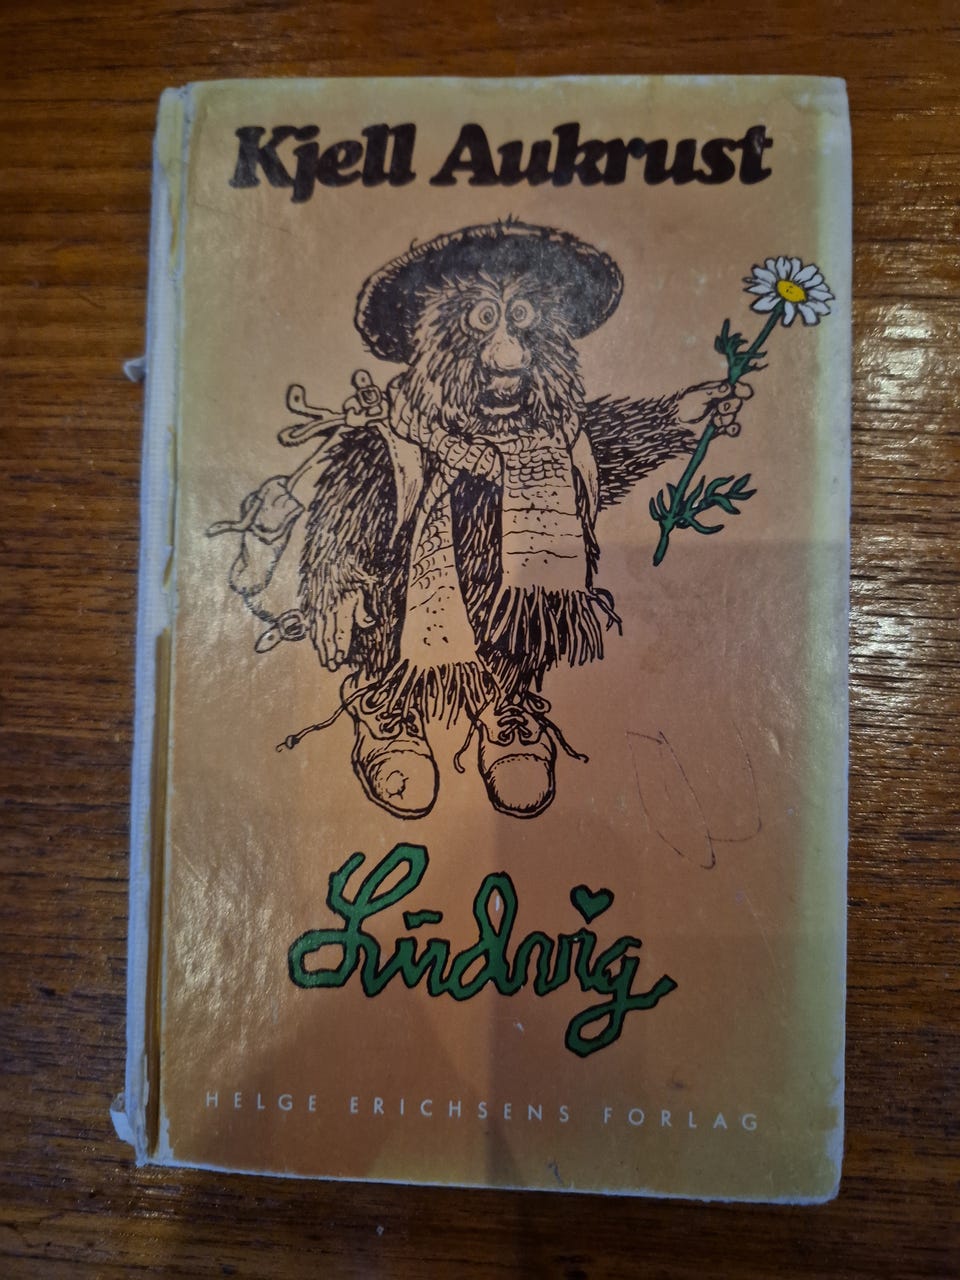 Kjell Aukrust
Ludvig
HELGE ERICHSENS FORLAG